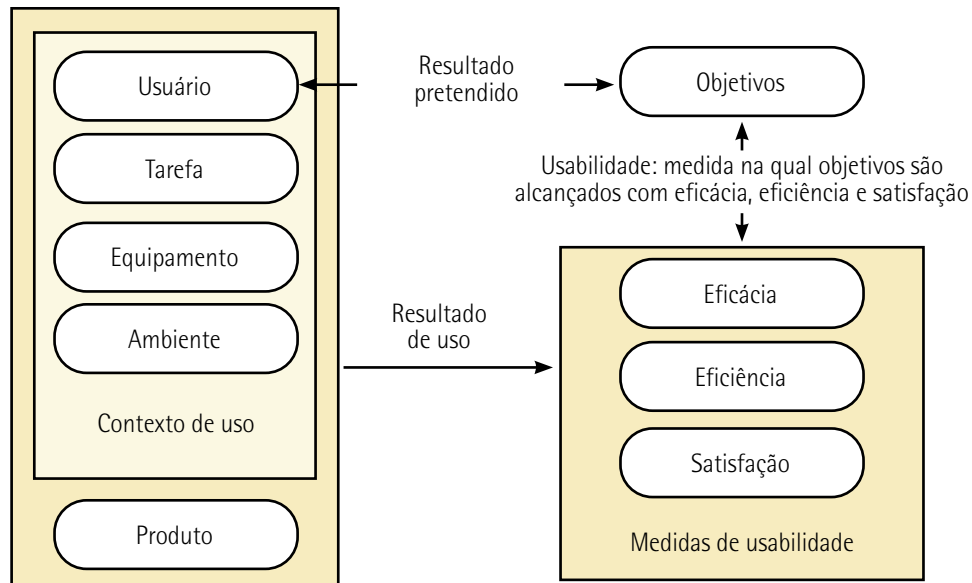 Usuário
Tarefa
Equipamento
Ambiente
Contexto de uso
Produto
Resultado
pretendido
Objetivos
Usabilidade: medida na qual objetivos são
alcançados com eficácia, eficiência e satisfação
Resultado
de uso
Eficácia
Eficiência
Satisfação
Medidas de usabilidade